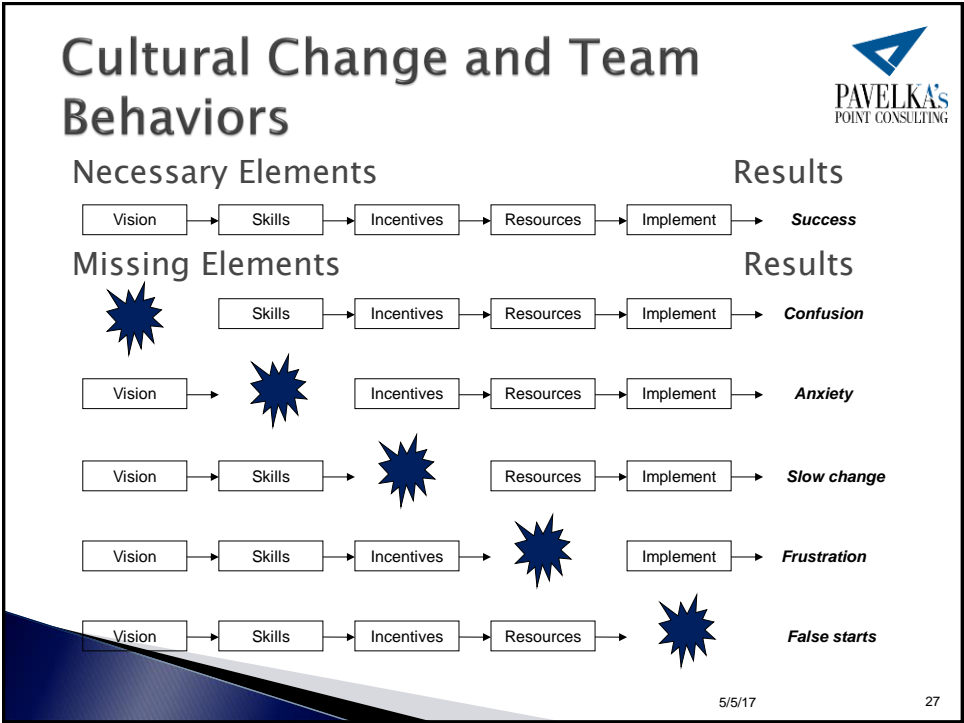 Cultural Change and Team
Behaviors
PAVELKA's
POINT CONSULTING
Necessary Elements Results
Vision Skills Incentives Resources Implement Success
Missing Elements Results
Skills Incentives Resources Implement Confusion
Vision Incentives Resources Implement Anxiety
Vision Skills Resources Implement Slow change
Vision Skills Incentives Implement Frustration
Vision Skills Incentives Resources False starts
5/5/17 27